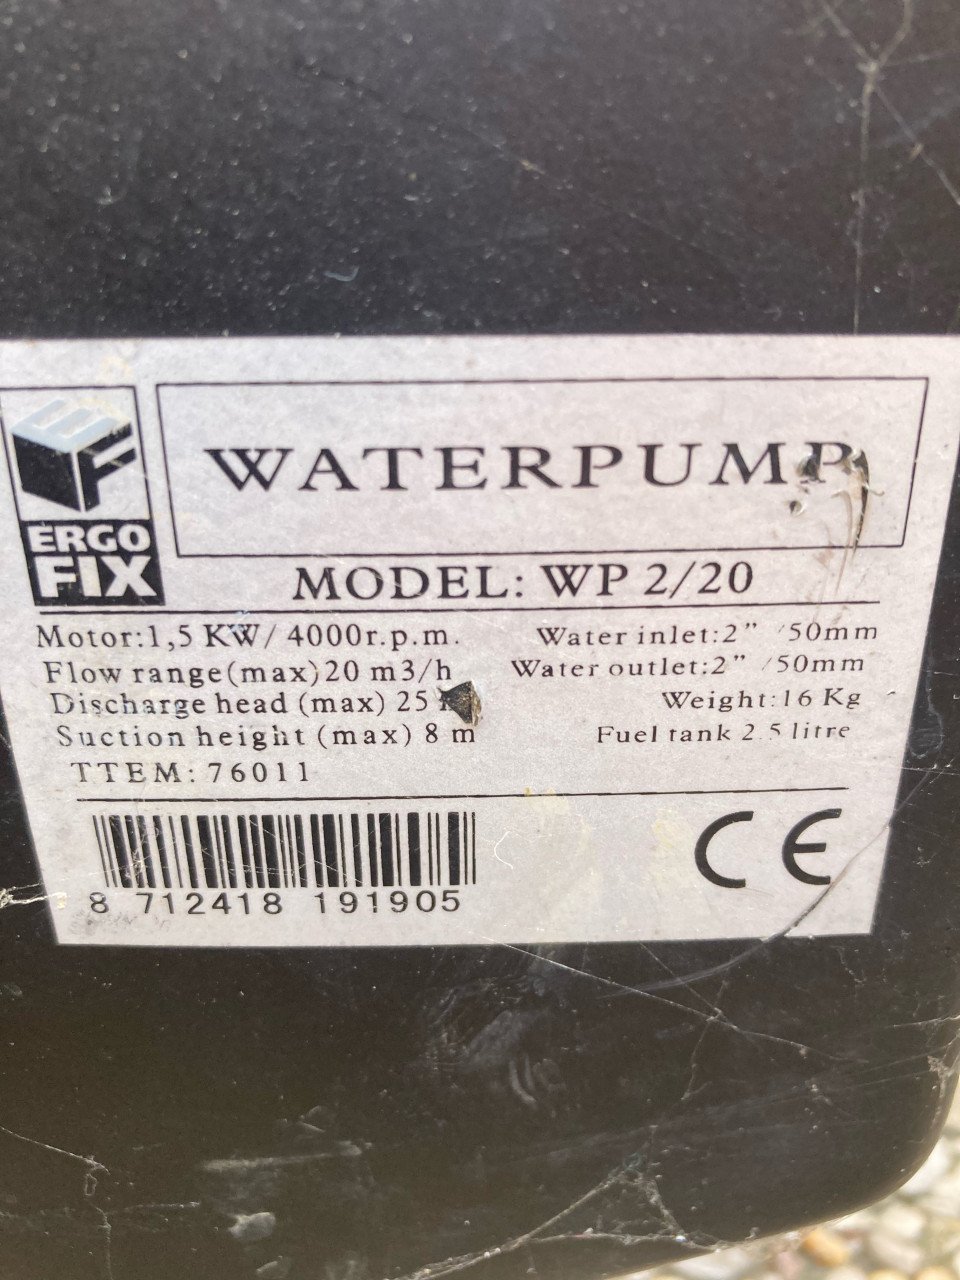 EF
ERGO
FIX
WATERPUMP
MODEL: WP 2/20
Motor:1,5 KW/ 4000r.p.m.
Flow range(max)20 m3/h
Discharge head (max) 25
Suction height (max) 8 m
TTEM:76011
Water inlet:2" /50mm
Water outlet:2" /50mm
Weight:16 Kg
Fuel tank 2.5 litre
8 712418 191905
CE